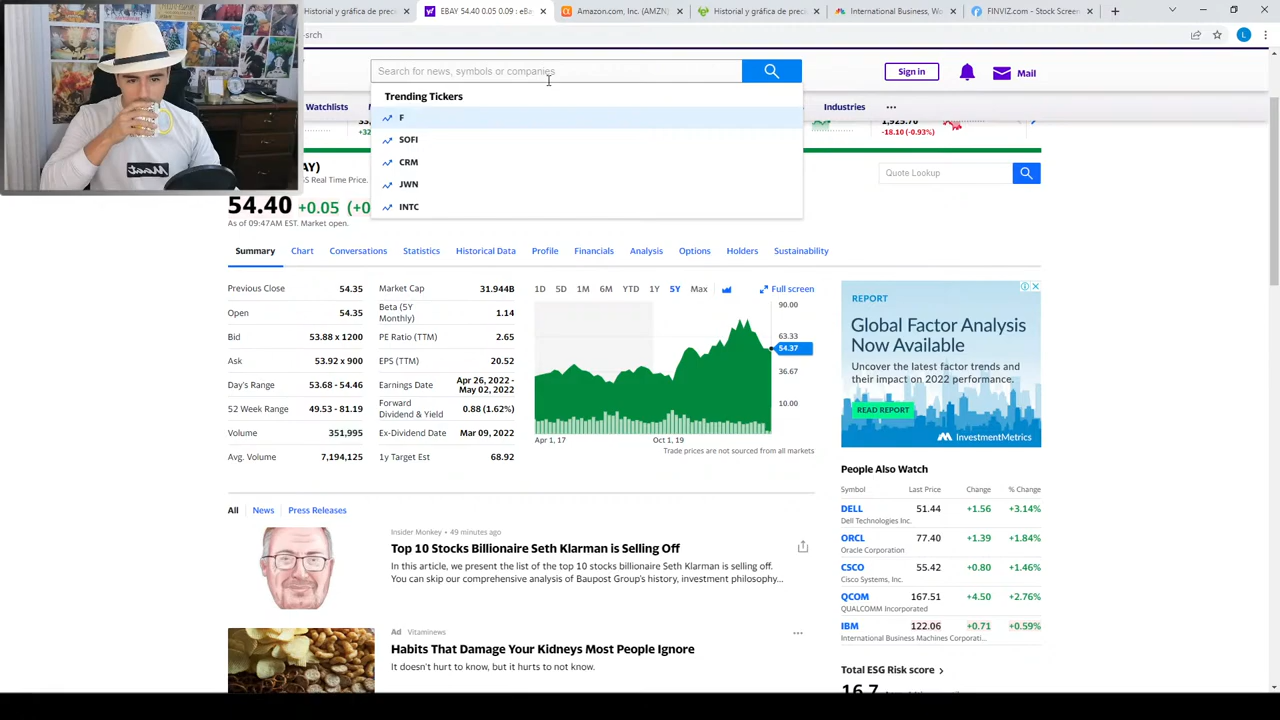 Historial y gráfica de preci
EBAY 54.40 0.05 0.09 : eBa
Amazon.com, Inc. (AMZN)
Historial y gráfica de preci
International Business, Wo
FINVIZ.com - Stock Screen
Search for news, symbols or companies
Sign in
Mail
L
Trending Tickers
F
SOFI
CRM
JWN
INTC
Watchlists
Industries
-18.10 (-0.93%)
Quote Lookup
AY)
S Real Time Price.
54.40 +0.05 (+0
As of 09:47AM EST. Market open.
Summary Chart Conversations Statistics Historical Data Profile Financials Analysis Options Holders Sustainability
Previous Close 54.35
Open 54.35
Bid 53.88 x 1200
Ask 53.92 x 900
Day's Range 53.68 - 54.46
52 Week Range 49.53 - 81.19
Volume 351,995
Avg. Volume 7,194,125
Market Cap 31.944B
Beta (5Y
Monthly) 1.14
PE Ratio (TTM) 2.65
EPS (TTM) 20.52
Earnings Date Apr 26, 2022 -
May 02, 2022
Forward
Dividend & Yield 0.88 (1.62%)
Ex-Dividend Date Mar 09, 2022
1y Target Est 68.92
1D 5D 1M 6M YTD 1Y 5Y Max Full screen
90.00
63.33
54.37
36.67
10.00
Apr 1, 17 Oct 1, 19
Trade prices are not sourced from all markets
REPORT
Global Factor Analysis
Now Available
Uncover the latest factor trends and
their impact on 2022 performance.
READ REPORT
InvestmentMetrics
All News Press Releases
Insider Monkey • 49 minutes ago
Top 10 Stocks Billionaire Seth Klarman is Selling Off
In this article, we present the list of the top 10 stocks billionaire Seth Klarman is selling off.
You can skip our comprehensive analysis of Baupost Group's history, investment philosophy...
Ad Vitaminews
Habits That Damage Your Kidneys Most People Ignore
It doesn't hurt to know, but it hurts to not know.
People Also Watch
Symbol Last Price Change % Change
DELL 51.44 +1.56 +3.14%
Dell Technologies Inc.
ORCL 77.40 +1.39 +1.84%
Oracle Corporation
CSCO 55.42 +0.80 +1.46%
Cisco Systems, Inc.
QCOM 167.51 +4.50 +2.76%
QUALCOMM Incorporated
IBM 122.06 +0.71 +0.59%
International Business Machines Corporati...
Total ESG Risk score
16.7